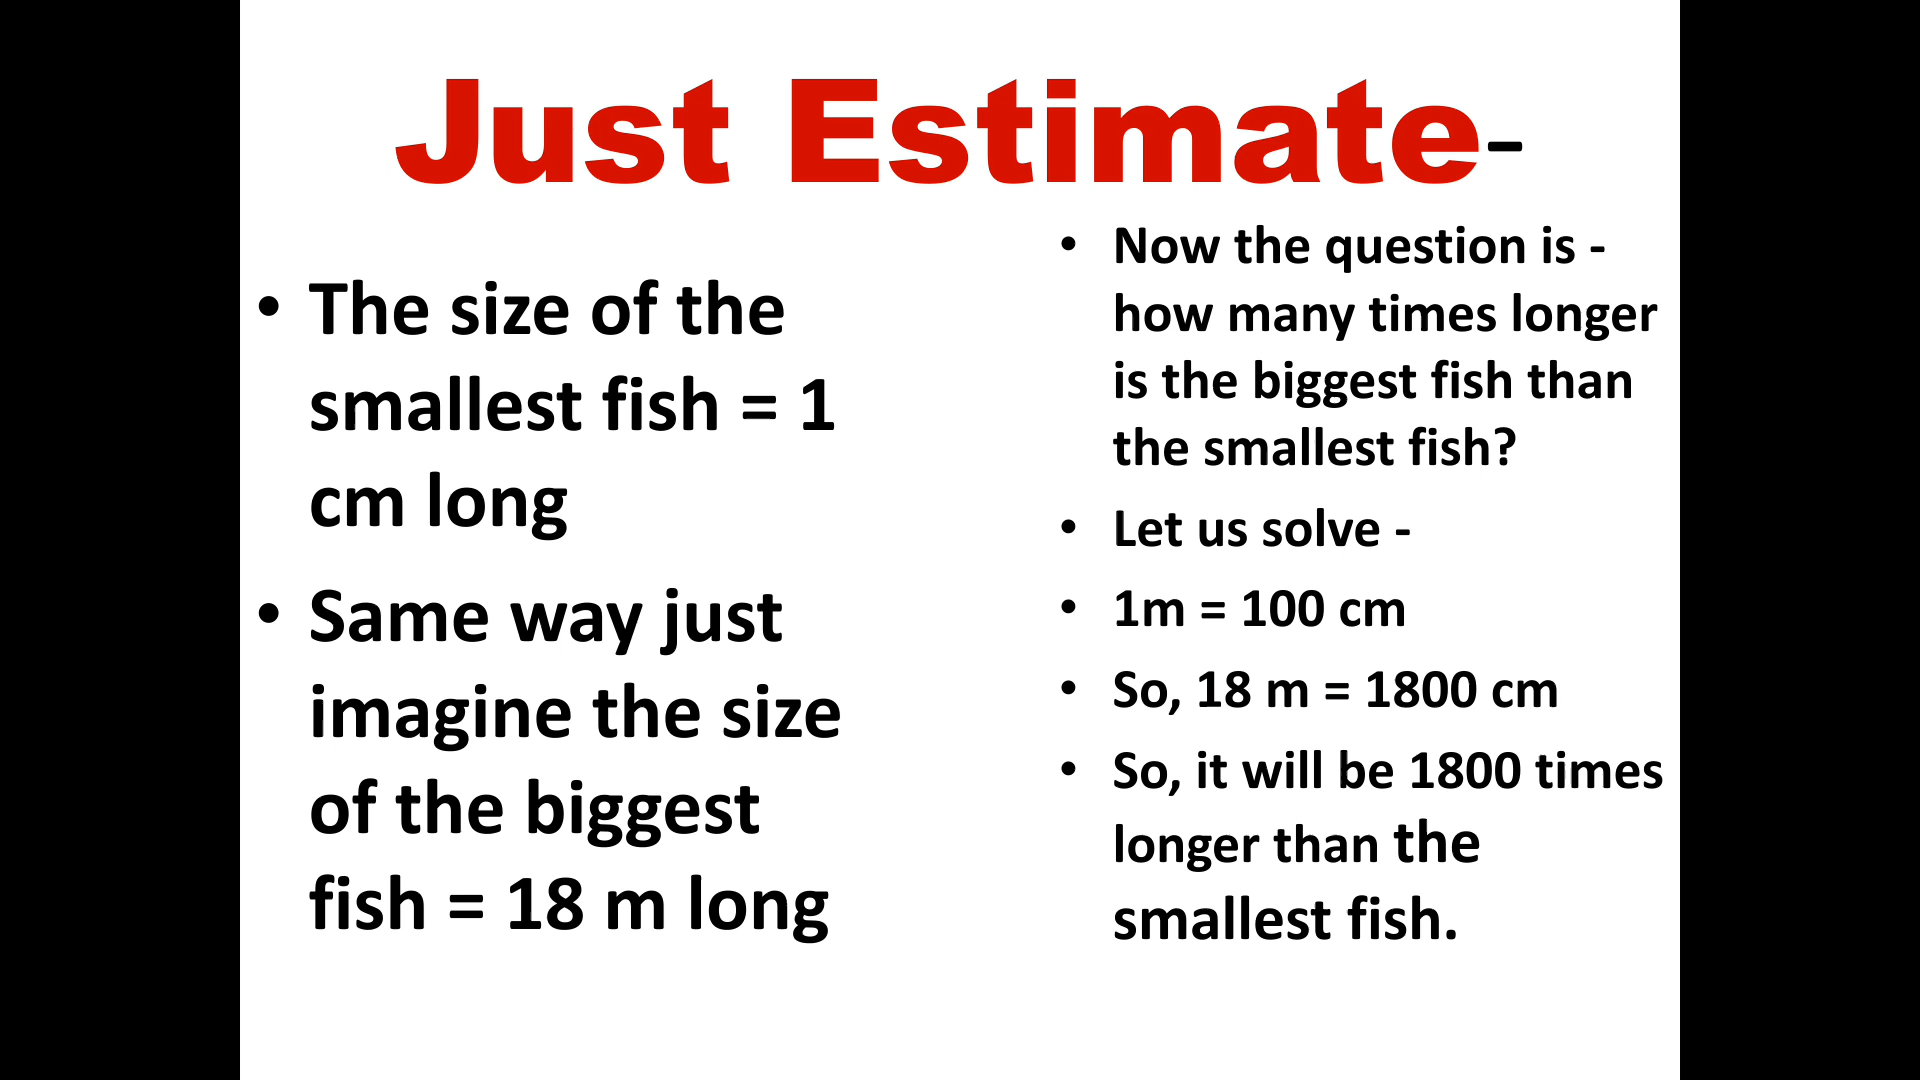 Just Estimate-
• The size of the
smallest fish = 1
cm long
• Same way just
imagine the size
of the biggest
fish = 18 m long
• Now the question is -
how many times longer
is the biggest fish than
the smallest fish?
• Let us solve -
• 1m = 100 cm
• So, 18 m = 1800 cm
• So, it will be 1800 times
longer than the
smallest fish.